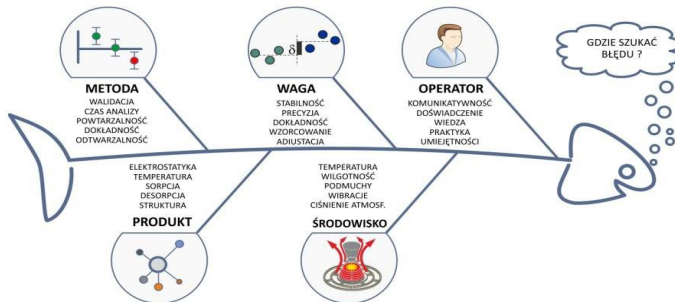 GDZIE SZUKAĆ
BŁĘDU ?
METODA
WALIDACJA
CZAS ANALIZY
POWTARZALNOŚĆ
DOKŁADNOŚĆ
ODTWARZALNOŚĆ
δ
WAGA
STABILNOŚĆ
PRECYZJA
DOKŁADNOŚĆ
WZORCOWANIE
ADIUSTACJA
OPERATOR
KOMUNIKATYWNOŚĆ
DOŚWIADCZENIE
WIEDZA
PRAKTYKA
UMIEJĘTNOŚCI
ELEKTROSTATYKA
TEMPERATURA
SORPCJA
DESORPCJA
STRUKTURA
PRODUKT
TEMPERATURA
WILGOTNOŚĆ
PODMUCHY
WIBRACJE
CIŚNIENIE ATMOSF.
ŚRODOWISKO